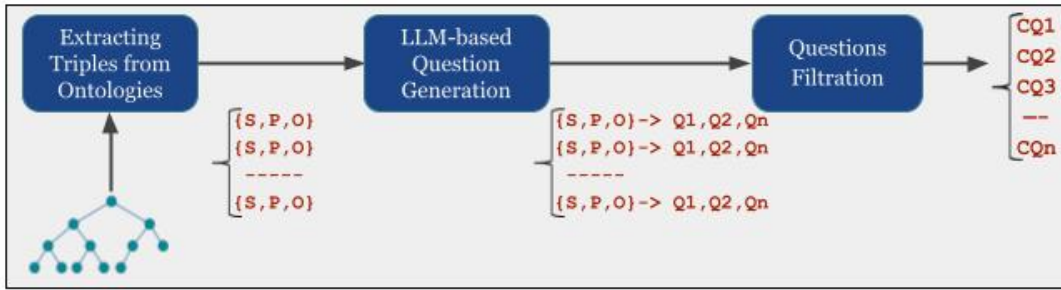 Extracting
Triples from
Ontologies
LLM-based
Question
Generation
Questions
Filtration
{S,P,O}
{S,P,O}
-----
{S,P,O}
{S,P,O}-> Q1,Q2,Qn
{S,P,O}-> Q1,Q2,Qn
-----
{S,P,O}-> Q1,Q2,Qn
CQ1
CQ2
CQ3
--
CQn